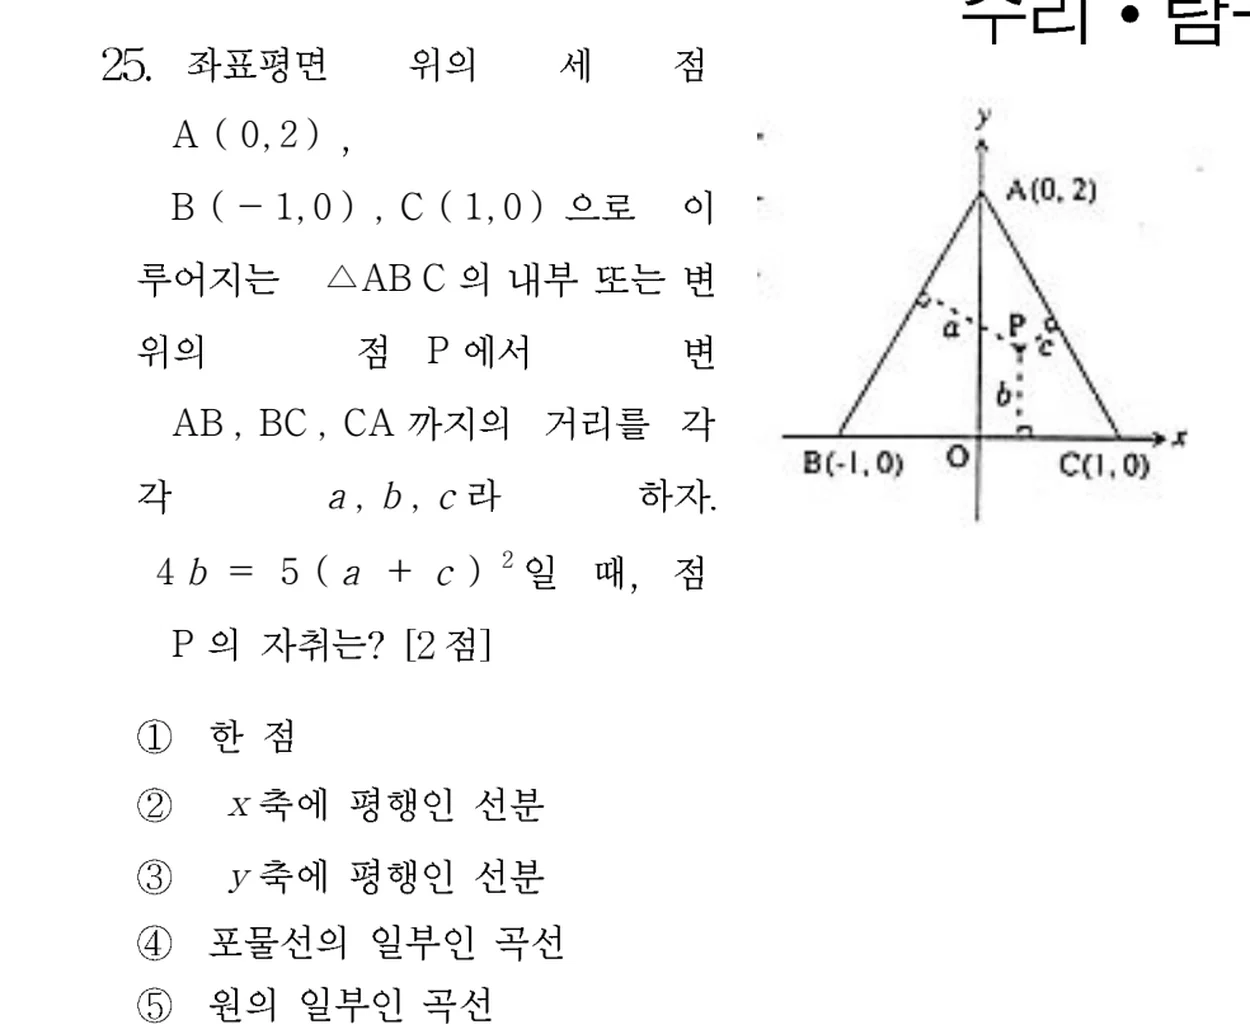 수리 • 탐구
25. 좌표평면 위의 세 점
A ( 0,2 ) ,
B ( − 1,0 ) , C ( 1,0 ) 으로 이
루어지는 △AB C 의 내부 또는 변
위의 점 P 에서 변
AB , BC , CA 까지의 거리를 각
각 a , b , c 라 하자.
4 b = 5 ( a + c ) ² 일 때, 점
P 의 자취는? [2 점]
① 한 점
② x 축에 평행인 선분
③ y 축에 평행인 선분
④ 포물선의 일부인 곡선
⑤ 원의 일부인 곡선
y
A(0, 2)
a P c
b
B(-1, 0) O C(1, 0) x